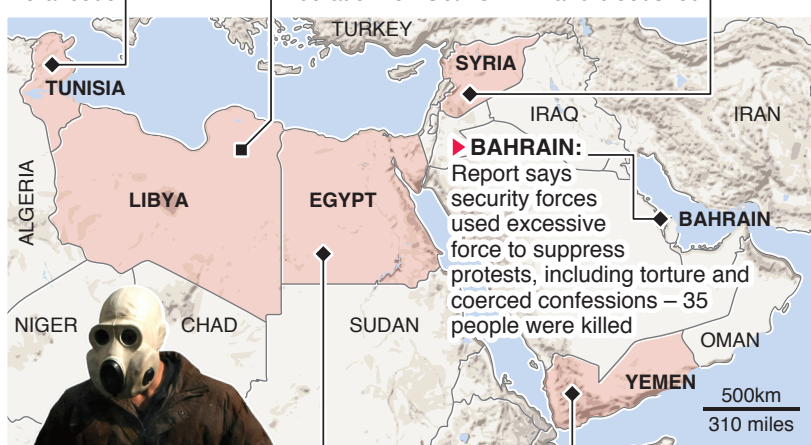 TURKEY
SYRIA
TUNISIA
IRAQ
IRAN
▶ BAHRAIN:
Report says
security forces
used excessive
force to suppress
protests, including torture and
coerced confessions – 35
people were killed
ALGERIA
LIBYA
EGYPT
BAHRAIN
NIGER
CHAD
SUDAN
OMAN
YEMEN
500km
310 miles